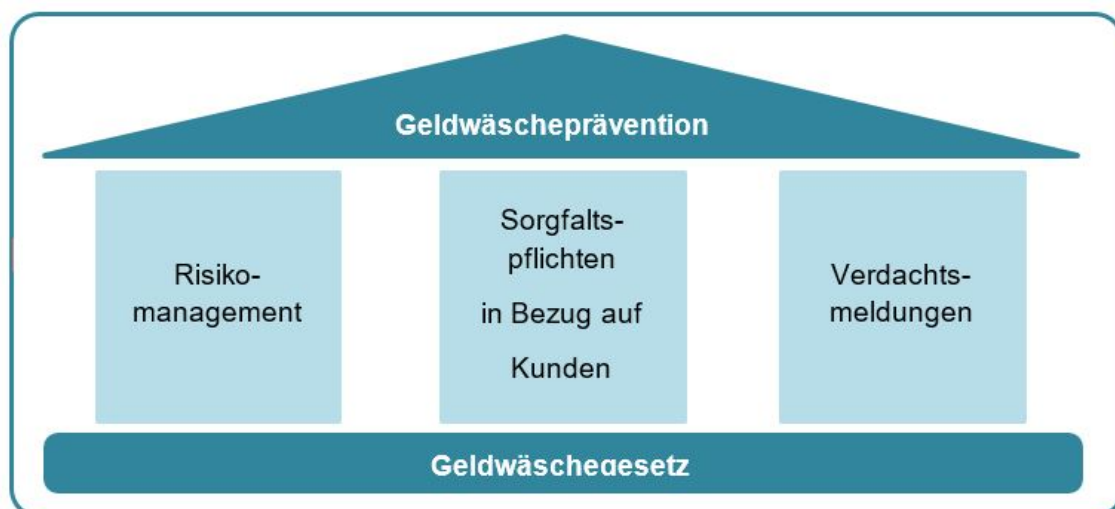 Geldwäscheprävention
Risiko-
management
Sorgfalts-
pflichten
in Bezug auf
Kunden
Verdachts-
meldungen
Geldwäschegesetz